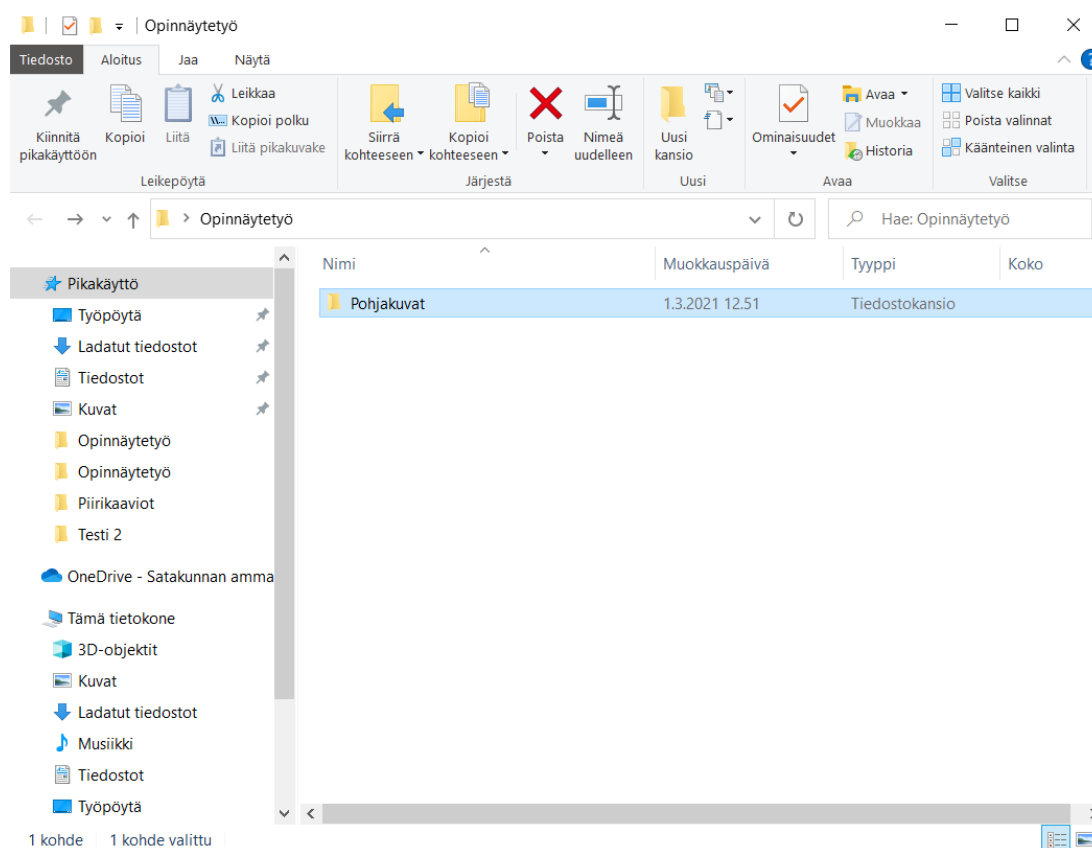 Opinnäytetyö
Tiedosto Aloitus Jaa Näytä
Kiinnitä pikakäyttöön
Kopioi
Liitä
Leikkaa
Kopioi polku
Liitä pikakuvake
Leikepöytä
Siirrä kohteeseen
Kopioi kohteeseen
Poista
Nimeä uudelleen
Järjestä
Uusi kansio
Uusi
Ominaisuudet
Avaa
Muokkaa
Historia
Avaa
Valitse kaikki
Poista valinnat
Käänteinen valinta
Valitse
Opinnäytetyö
Hae: Opinnäytetyö
Nimi Muokkauspäivä Tyyppi Koko
Pohjakuvat 1.3.2021 12.51 Tiedostokansio
Pikakäyttö
Työpöytä
Ladatut tiedostot
Tiedostot
Kuvat
Opinnäytetyö
Opinnäytetyö
Piirikaaviot
Testi 2
OneDrive - Satakunnan amma
Tämä tietokone
3D-objektit
Kuvat
Ladatut tiedostot
Musiikki
Tiedostot
Työpöytä
1 kohde 1 kohde valittu